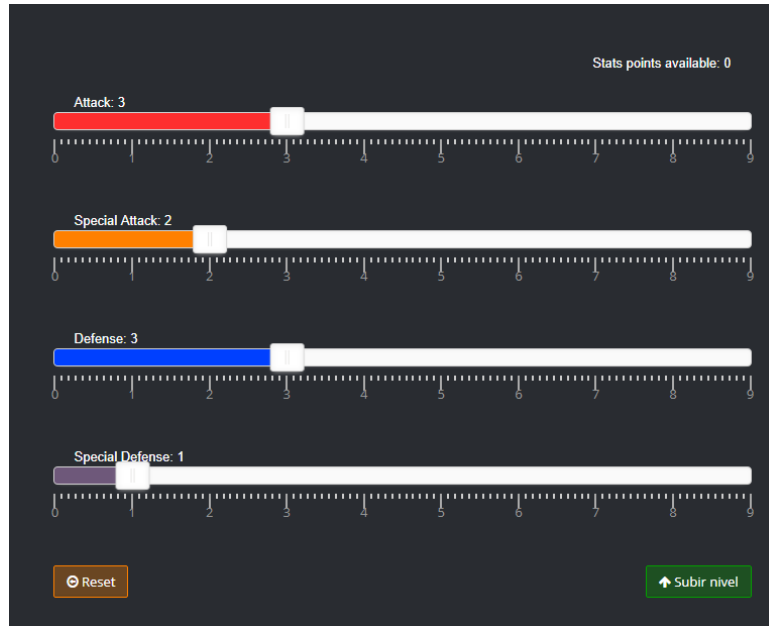 Stats points available: 0
Attack: 3
0 1 2 3 4 5 6 7 8 9
Special Attack: 2
0 1 2 3 4 5 6 7 8 9
Defense: 3
0 1 2 3 4 5 6 7 8 9
Special Defense: 1
0 1 2 3 4 5 6 7 8 9
Reset Subir nivel